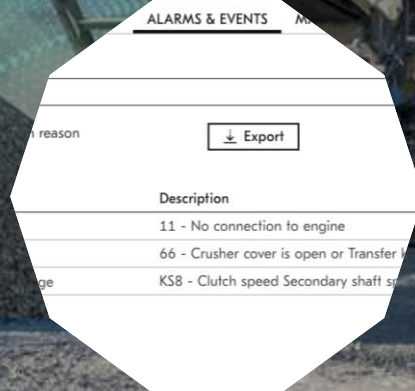 ALARMS & EVENTS
reason
Export
Description
11 - No connection to engine
66 - Crusher cover is open or Transfer
KS8 - Clutch speed Secondary shaft